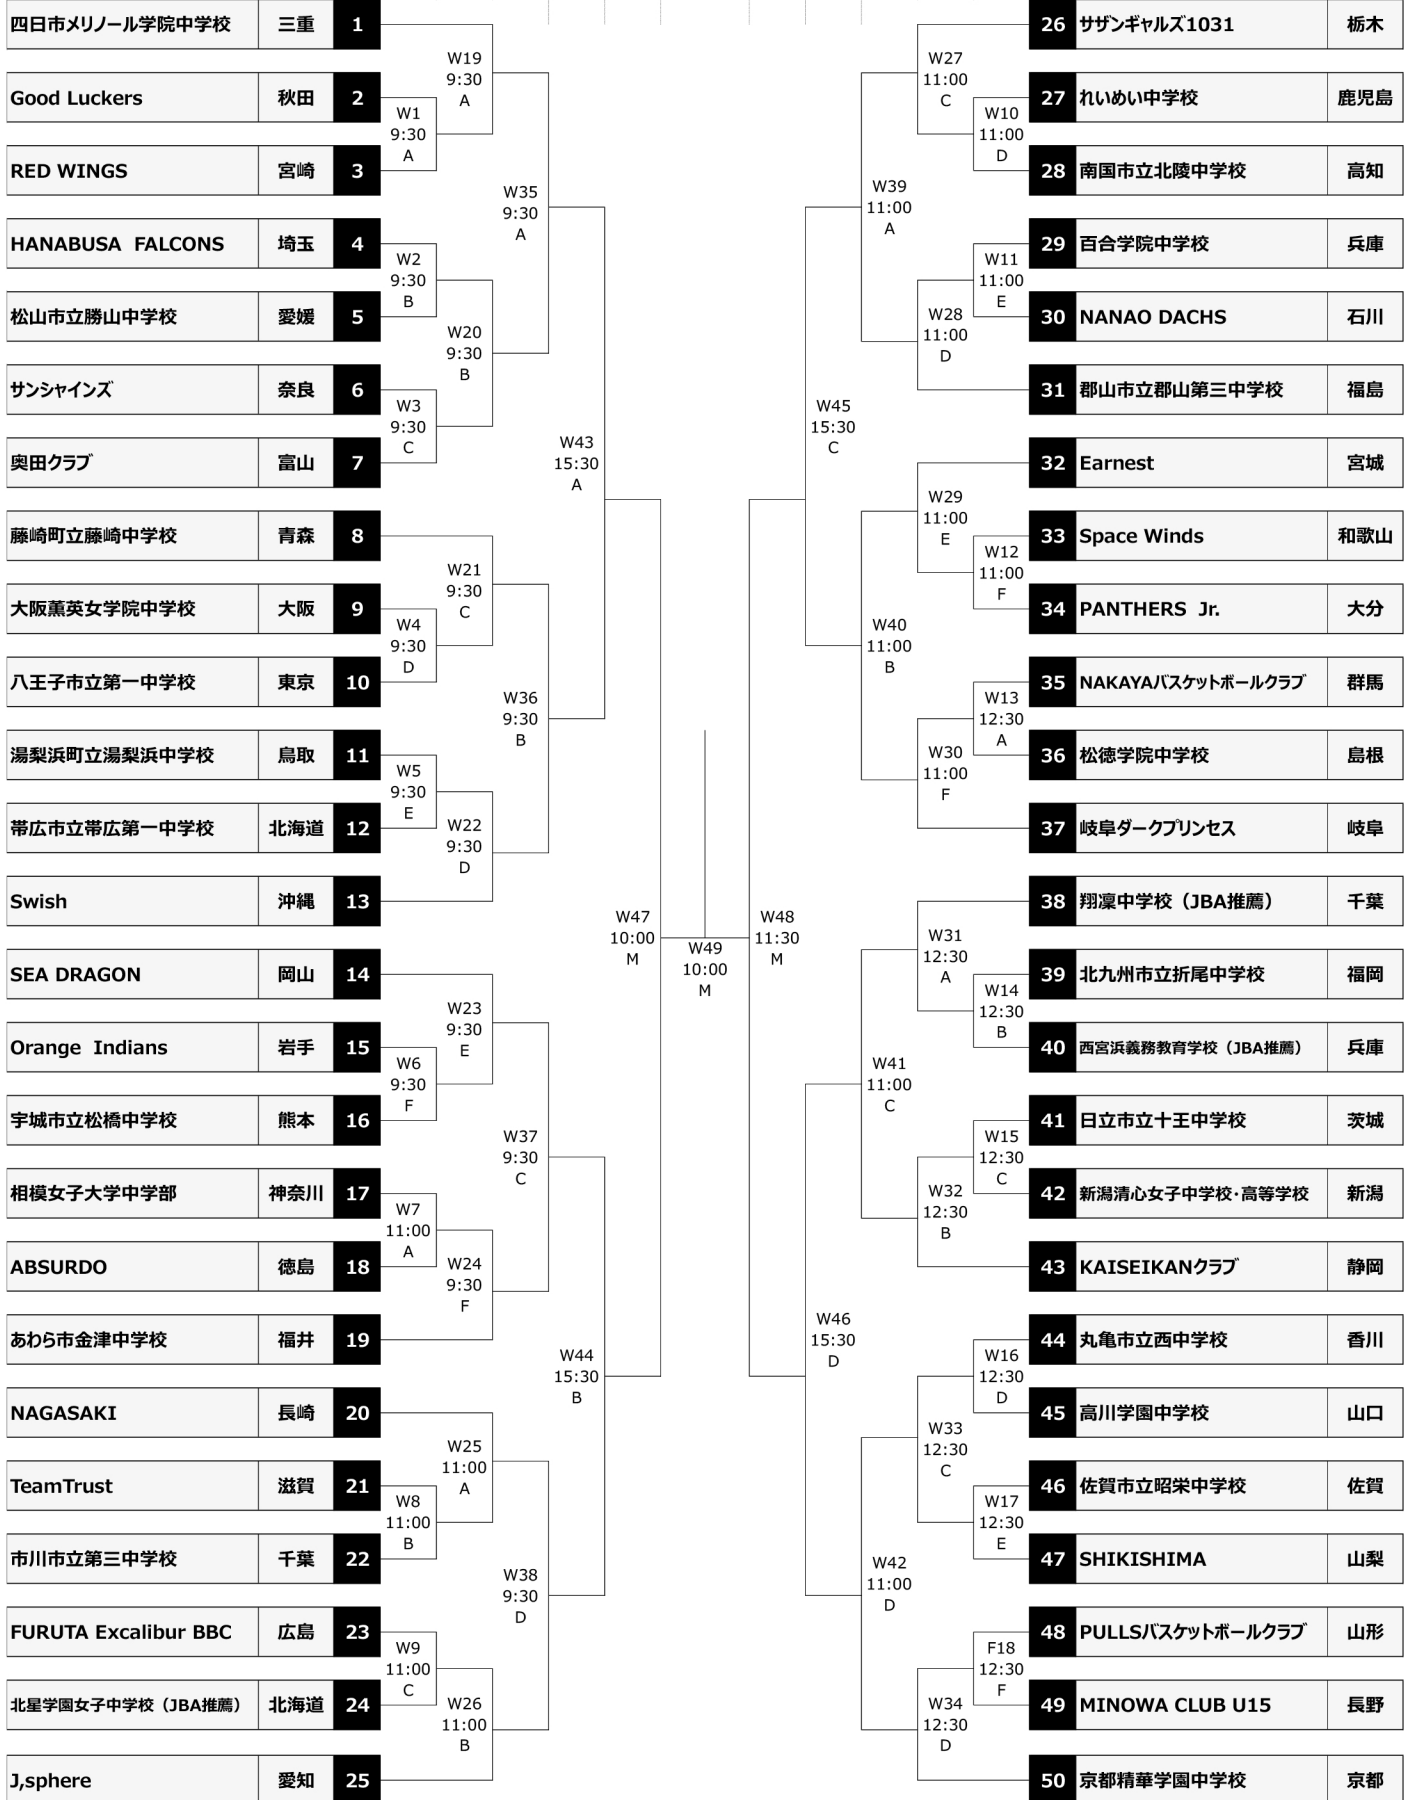 四日市メリノール学院中学校 三重 1
Good Luckers 秋田 2
RED WINGS 宮崎 3
HANABUSA FALCONS 埼玉 4
松山市立勝山中学校 愛媛 5
サンシャインズ 奈良 6
奥田クラブ 富山 7
藤崎町立藤崎中学校 青森 8
大阪薫英女学院中学校 大阪 9
八王子市立第一中学校 東京 10
湯梨浜町立湯梨浜中学校 鳥取 11
帯広市立帯広第一中学校 北海道 12
Swish 沖縄 13
SEA DRAGON 岡山 14
Orange Indians 岩手 15
宇城市立松橋中学校 熊本 16
相模女子大学中学部 神奈川 17
ABSURDO 徳島 18
あわら市金津中学校 福井 19
NAGASAKI 長崎 20
TeamTrust 滋賀 21
市川市立第三中学校 千葉 22
FURUTA Excalibur BBC 広島 23
北星学園女子中学校（JBA推薦） 北海道 24
J,sphere 愛知 25
W1
9:30
A
W2
9:30
B
W3
9:30
C
W4
9:30
D
W5
9:30
E
W6
9:30
F
W7
11:00
A
W8
11:00
B
W9
11:00
C
W19
9:30
A
W20
9:30
B
W21
9:30
C
W22
9:30
D
W23
9:30
E
W24
9:30
F
W25
11:00
A
W26
11:00
B
W35
9:30
A
W36
9:30
B
W37
9:30
C
W38
9:30
D
W43
15:30
A
W44
15:30
B
W47
10:00
M
W49
10:00
M
W48
11:30
M
W45
15:30
C
W46
15:30
D
W39
11:00
A
W40
11:00
B
W41
11:00
C
W42
11:00
D
W27
11:00
C
W28
11:00
D
W29
11:00
E
W30
11:00
F
W31
12:30
A
W32
12:30
B
W33
12:30
C
W34
12:30
D
W10
11:00
D
W11
11:00
E
W12
11:00
F
W13
12:30
A
W14
12:30
B
W15
12:30
C
W16
12:30
D
W17
12:30
E
F18
12:30
F
26 サザンギャルズ1031 栃木
27 れいめい中学校 鹿児島
28 南国市立北陵中学校 高知
29 百合学院中学校 兵庫
30 NANAO DACHS 石川
31 郡山市立郡山第三中学校 福島
32 Earnest 宮城
33 Space Winds 和歌山
34 PANTHERS Jr. 大分
35 NAKAYAバスケットボールクラブ 群馬
36 松徳学院中学校 島根
37 岐阜ダークプリンセス 岐阜
38 翔凜中学校（JBA推薦） 千葉
39 北九州市立折尾中学校 福岡
40 西宮浜義務教育学校（JBA推薦） 兵庫
41 日立市立十王中学校 茨城
42 新潟清心女子中学校・高等学校 新潟
43 KAISEIKANクラブ 静岡
44 丸亀市立西中学校 香川
45 高川学園中学校 山口
46 佐賀市立昭栄中学校 佐賀
47 SHIKISHIMA 山梨
48 PULLSバスケットボールクラブ 山形
49 MINOWA CLUB U15 長野
50 京都精華学園中学校 京都